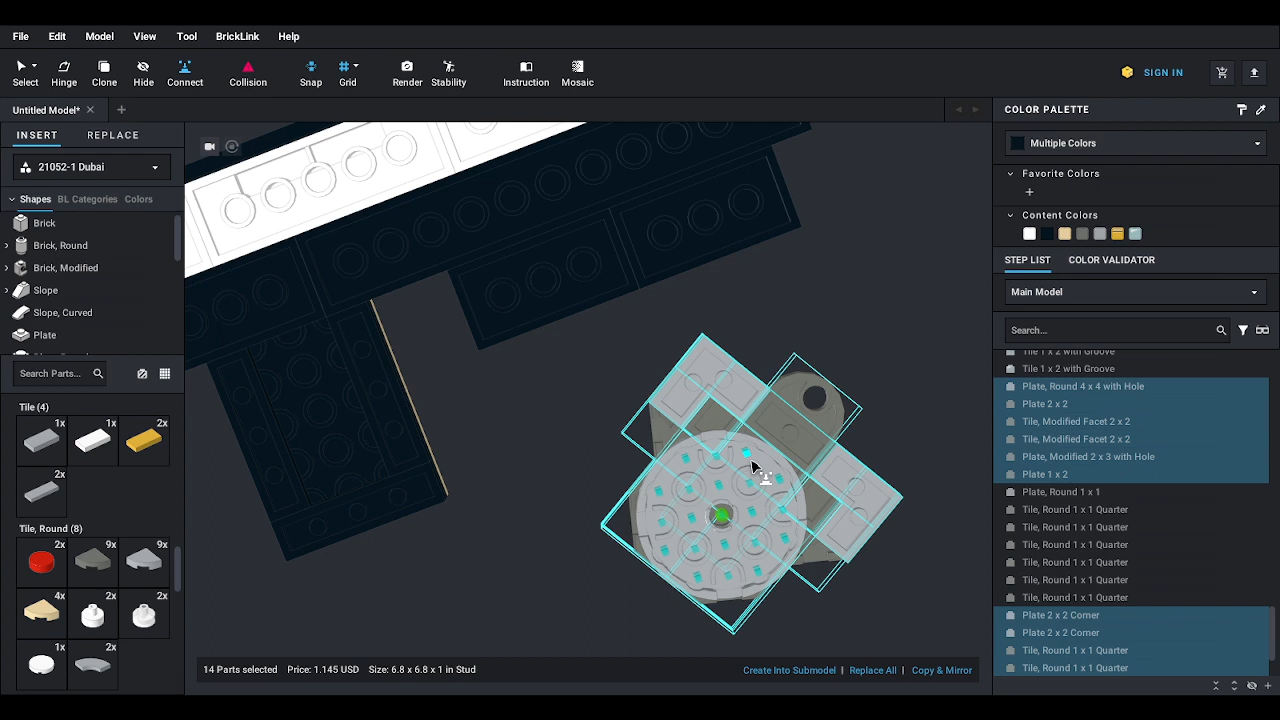 File Edit Model View Tool BrickLink Help
Select Hinge Clone Hide Connect Collision Snap Grid Render Stability Instruction Mosaic
SIGN IN
Untitled Model*
INSERT REPLACE
21052-1 Dubai
Shapes BL Categories Colors
Brick
Brick, Round
Brick, Modified
Slope
Slope, Curved
Plate
Search Parts...
Tile (4)
1x 1x 2x
2x
Tile, Round (8)
2x 9x 9x
4x 2x 2x
1x 2x
14 Parts selected Price: 1.145 USD Size: 6.8 x 6.8 x 1 in Stud
Create Into Submodel | Replace All | Copy & Mirror
COLOR PALETTE
Multiple Colors
Favorite Colors
Content Colors
STEP LIST COLOR VALIDATOR
Main Model
Search...
Tile 1 x 2 with Groove
Tile 1 x 2 with Groove
Plate, Round 4 x 4 with Hole
Plate 2 x 2
Tile, Modified Facet 2 x 2
Tile, Modified Facet 2 x 2
Plate, Modified 2 x 3 with Hole
Plate 1 x 2
Plate, Round 1 x 1
Tile, Round 1 x 1 Quarter
Tile, Round 1 x 1 Quarter
Tile, Round 1 x 1 Quarter
Tile, Round 1 x 1 Quarter
Tile, Round 1 x 1 Quarter
Tile, Round 1 x 1 Quarter
Plate 2 x 2 Corner
Plate 2 x 2 Corner
Tile, Round 1 x 1 Quarter
Tile, Round 1 x 1 Quarter